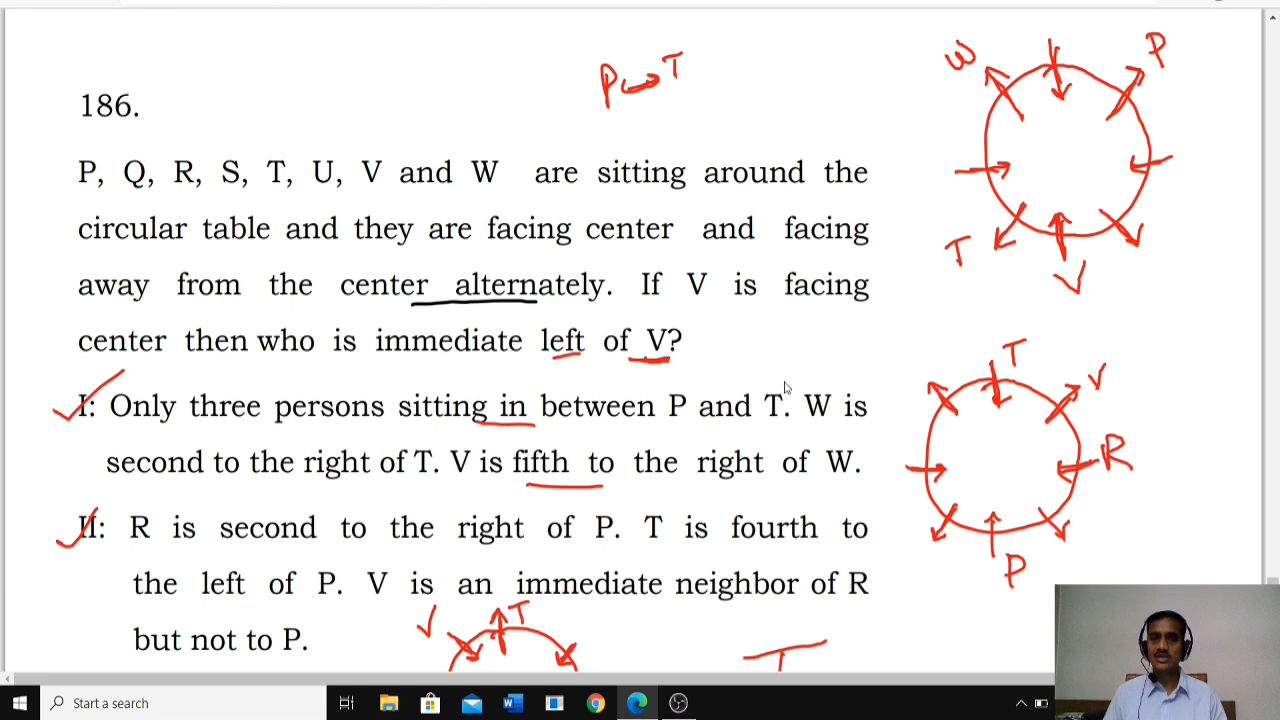 P T
W
P
186.
P, Q, R, S, T, U, V and W are sitting around the
circular table and they are facing center and facing
away from the center alternately. If V is facing
center then who is immediate left of V?
T
V
I: Only three persons sitting in between P and T. W is
second to the right of T. V is fifth to the right of W.
T
V
R
II: R is second to the right of P. T is fourth to
the left of P. V is an immediate neighbor of R
but not to P.
P
V
T
T
Start a search